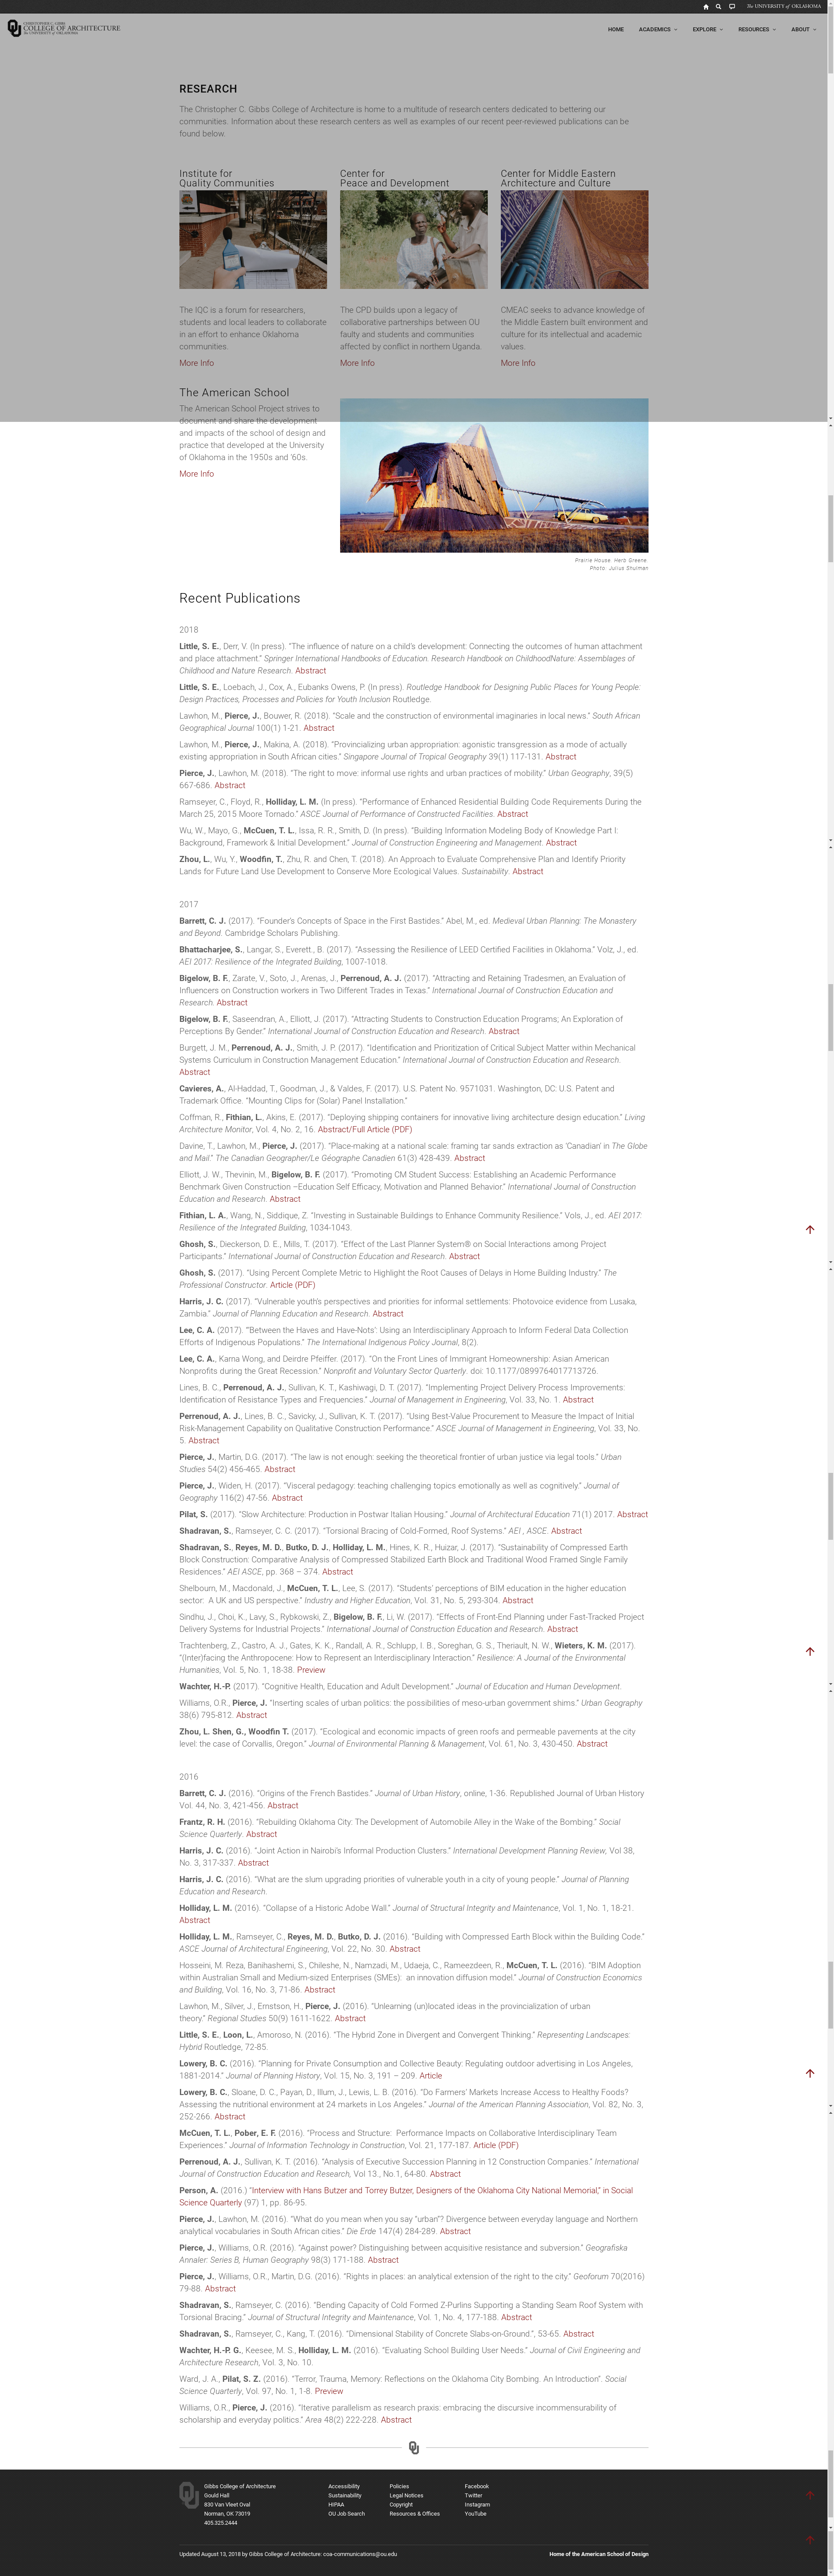 The UNIVERSITY of OKLAHOMA
CHRISTOPHER C. GIBBS
COLLEGE OF ARCHITECTURE
The UNIVERSITY of OKLAHOMA
HOME ACADEMICS EXPLORE RESOURCES ABOUT
RESEARCH
The Christopher C. Gibbs College of Architecture is home to a multitude of research centers dedicated to bettering our
communities. Information about these research centers as well as examples of our recent peer-reviewed publications can be
found below.
Institute for
Quality Communities
The IQC is a forum for researchers,
students and local leaders to collaborate
in an effort to enhance Oklahoma
communities.
More Info
Center for
Peace and Development
The CPD builds upon a legacy of
collaborative partnerships between OU
faulty and students and communities
affected by conflict in northern Uganda.
More Info
Center for Middle Eastern
Architecture and Culture
CMEAC seeks to advance knowledge of
the Middle Eastern built environment and
culture for its intellectual and academic
values.
More Info
The American School
The American School Project strives to
document and share the development
and impacts of the school of design and
practice that developed at the University
of Oklahoma in the 1950s and '60s.
More Info
Prairie House, Herb Greene.
Photo: Julius Shulman
Recent Publications
2018
Little, S. E., Derr, V. (In press). “The influence of nature on a child’s development: Connecting the outcomes of human attachment
and place attachment.” Springer International Handbooks of Education. Research Handbook on ChildhoodNature: Assemblages of
Childhood and Nature Research. Abstract
Little, S. E., Loebach, J., Cox, A., Eubanks Owens, P. (In press). Routledge Handbook for Designing Public Places for Young People:
Design Practices, Processes and Policies for Youth Inclusion Routledge.
Lawhon, M., Pierce, J., Bouwer, R. (2018). “Scale and the construction of environmental imaginaries in local news.” South African
Geographical Journal 100(1) 1-21. Abstract
Lawhon, M., Pierce, J., Makina, A. (2018). “Provincializing urban appropriation: agonistic transgression as a mode of actually
existing appropriation in South African cities.” Singapore Journal of Tropical Geography 39(1) 117-131. Abstract
Pierce, J., Lawhon, M. (2018). “The right to move: informal use rights and urban practices of mobility.” Urban Geography, 39(5)
667-686. Abstract
Ramseyer, C., Floyd, R., Holliday, L. M. (In press). “Performance of Enhanced Residential Building Code Requirements During the
March 25, 2015 Moore Tornado.” ASCE Journal of Performance of Constructed Facilities. Abstract
Wu, W., Mayo, G., McCuen, T. L., Issa, R. R., Smith, D. (In press). “Building Information Modeling Body of Knowledge Part I:
Background, Framework & Initial Development.” Journal of Construction Engineering and Management. Abstract
Zhou, L., Wu, Y., Woodfin, T., Zhu, R. and Chen, T. (2018). An Approach to Evaluate Comprehensive Plan and Identify Priority
Lands for Future Land Use Development to Conserve More Ecological Values. Sustainability. Abstract
2017
Barrett, C. J. (2017). “Founder’s Concepts of Space in the First Bastides.” Abel, M., ed. Medieval Urban Planning: The Monastery
and Beyond. Cambridge Scholars Publishing.
Bhattacharjee, S., Langar, S., Everett., B. (2017). “Assessing the Resilience of LEED Certified Facilities in Oklahoma.” Volz, J., ed.
AEI 2017: Resilience of the Integrated Building, 1007-1018.
Bigelow, B. F., Zarate, V., Soto, J., Arenas, J., Perrenoud, A. J. (2017). “Attracting and Retaining Tradesmen, an Evaluation of
Influencers on Construction workers in Two Different Trades in Texas.” International Journal of Construction Education and
Research. Abstract
Bigelow, B. F., Saseendran, A., Elliott, J. (2017). “Attracting Students to Construction Education Programs; An Exploration of
Perceptions By Gender.” International Journal of Construction Education and Research. Abstract
Burgett, J. M., Perrenoud, A. J., Smith, J. P. (2017). “Identification and Prioritization of Critical Subject Matter within Mechanical
Systems Curriculum in Construction Management Education.” International Journal of Construction Education and Research.
Abstract
Cavieres, A., Al-Haddad, T., Goodman, J., & Valdes, F. (2017). U.S. Patent No. 9571031. Washington, DC: U.S. Patent and
Trademark Office. “Mounting Clips for (Solar) Panel Installation.”
Coffman, R., Fithian, L., Akins, E. (2017). “Deploying shipping containers for innovative living architecture design education.” Living
Architecture Monitor, Vol. 4, No. 2, 16. Abstract/Full Article (PDF)
Davine, T., Lawhon, M., Pierce, J. (2017). “Place-making at a national scale: framing tar sands extraction as ‘Canadian’ in The Globe
and Mail.” The Canadian Geographer/Le Géographe Canadien 61(3) 428-439. Abstract
Elliott, J. W., Thevinin, M., Bigelow, B. F. (2017). “Promoting CM Student Success: Establishing an Academic Performance
Benchmark Given Construction –Education Self Efficacy, Motivation and Planned Behavior.” International Journal of Construction
Education and Research. Abstract
Fithian, L. A., Wang, N., Siddique, Z. “Investing in Sustainable Buildings to Enhance Community Resilience.” Vols, J., ed. AEI 2017:
Resilience of the Integrated Building, 1034-1043.
Ghosh, S., Dieckerson, D. E., Mills, T. (2017). “Effect of the Last Planner System® on Social Interactions among Project
Participants.” International Journal of Construction Education and Research. Abstract
Ghosh, S. (2017). “Using Percent Complete Metric to Highlight the Root Causes of Delays in Home Building Industry.” The
Professional Constructor. Article (PDF)
Harris, J. C. (2017). “Vulnerable youth’s perspectives and priorities for informal settlements: Photovoice evidence from Lusaka,
Zambia.” Journal of Planning Education and Research. Abstract
Lee, C. A. (2017). “‘Between the Haves and Have-Nots’: Using an Interdisciplinary Approach to Inform Federal Data Collection
Efforts of Indigenous Populations.” The International Indigenous Policy Journal, 8(2).
Lee, C. A., Karna Wong, and Deirdre Pfeiffer. (2017). “On the Front Lines of Immigrant Homeownership: Asian American
Nonprofits during the Great Recession.” Nonprofit and Voluntary Sector Quarterly. doi: 10.1177/0899764017713726.
Lines, B. C., Perrenoud, A. J., Sullivan, K. T., Kashiwagi, D. T. (2017). “Implementing Project Delivery Process Improvements:
Identification of Resistance Types and Frequencies.” Journal of Management in Engineering, Vol. 33, No. 1. Abstract
Perrenoud, A. J., Lines, B. C., Savicky, J., Sullivan, K. T. (2017). “Using Best-Value Procurement to Measure the Impact of Initial
Risk-Management Capability on Qualitative Construction Performance.” ASCE Journal of Management in Engineering, Vol. 33, No.
5. Abstract
Pierce, J., Martin, D.G. (2017). “The law is not enough: seeking the theoretical frontier of urban justice via legal tools.” Urban
Studies 54(2) 456-465. Abstract
Pierce, J., Widen, H. (2017). “Visceral pedagogy: teaching challenging topics emotionally as well as cognitively.” Journal of
Geography 116(2) 47-56. Abstract
Pilat, S. (2017). “Slow Architecture: Production in Postwar Italian Housing.” Journal of Architectural Education 71(1) 2017. Abstract
Shadravan, S., Ramseyer, C. C. (2017). “Torsional Bracing of Cold-Formed, Roof Systems.” AEI , ASCE. Abstract
Shadravan, S., Reyes, M. D., Butko, D. J., Holliday, L. M., Hines, K. R., Huizar, J. (2017). “Sustainability of Compressed Earth
Block Construction: Comparative Analysis of Compressed Stabilized Earth Block and Traditional Wood Framed Single Family
Residences.” AEI ASCE, pp. 368 – 374. Abstract
Shelbourn, M., Macdonald, J., McCuen, T. L., Lee, S. (2017). “Students’ perceptions of BIM education in the higher education
sector: A UK and US perspective.” Industry and Higher Education, Vol. 31, No. 5, 293-304. Abstract
Sindhu, J., Choi, K., Lavy, S., Rybkowski, Z., Bigelow, B. F., Li, W. (2017). “Effects of Front-End Planning under Fast-Tracked Project
Delivery Systems for Industrial Projects.” International Journal of Construction Education and Research. Abstract
Trachtenberg, Z., Castro, A. J., Gates, K. K., Randall, A. R., Schlupp, I. B., Soreghan, G. S., Theriault, N. W., Wieters, K. M. (2017).
“(Inter)facing the Anthropocene: How to Represent an Interdisciplinary Interaction.” Resilience: A Journal of the Environmental
Humanities, Vol. 5, No. 1, 18-38. Preview
Wachter, H.-P. (2017). “Cognitive Health, Education and Adult Development.” Journal of Education and Human Development.
Williams, O.R., Pierce, J. “Inserting scales of urban politics: the possibilities of meso-urban government shims.” Urban Geography
38(6) 795-812. Abstract
Zhou, L. Shen, G., Woodfin T. (2017). “Ecological and economic impacts of green roofs and permeable pavements at the city
level: the case of Corvallis, Oregon.” Journal of Environmental Planning & Management, Vol. 61, No. 3, 430-450. Abstract
2016
Barrett, C. J. (2016). “Origins of the French Bastides.” Journal of Urban History, online, 1-36. Republished Journal of Urban History
Vol. 44, No. 3, 421-456. Abstract
Frantz, R. H. (2016). “Rebuilding Oklahoma City: The Development of Automobile Alley in the Wake of the Bombing.” Social
Science Quarterly. Abstract
Harris, J. C. (2016). “Joint Action in Nairobi’s Informal Production Clusters.” International Development Planning Review, Vol 38,
No. 3, 317-337. Abstract
Harris, J. C. (2016). “What are the slum upgrading priorities of vulnerable youth in a city of young people.” Journal of Planning
Education and Research.
Holliday, L. M. (2016). “Collapse of a Historic Adobe Wall.” Journal of Structural Integrity and Maintenance, Vol. 1, No. 1, 18-21.
Abstract
Holliday, L. M., Ramseyer, C., Reyes, M. D., Butko, D. J. (2016). “Building with Compressed Earth Block within the Building Code.”
ASCE Journal of Architectural Engineering, Vol. 22, No. 30. Abstract
Hosseini, M. Reza, Banihashemi, S., Chileshe, N., Namzadi, M., Udaeja, C., Rameezdeen, R., McCuen, T. L. (2016). “BIM Adoption
within Australian Small and Medium-sized Enterprises (SMEs): an innovation diffusion model.” Journal of Construction Economics
and Building, Vol. 16, No. 3, 71-86. Abstract
Lawhon, M., Silver, J., Ernstson, H., Pierce, J. (2016). “Unlearning (un)located ideas in the provincialization of urban
theory.” Regional Studies 50(9) 1611-1622. Abstract
Little, S. E., Loon, L., Amoroso, N. (2016). “The Hybrid Zone in Divergent and Convergent Thinking.” Representing Landscapes:
Hybrid Routledge, 72-85.
Lowery, B. C. (2016). “Planning for Private Consumption and Collective Beauty: Regulating outdoor advertising in Los Angeles,
1881-2014.” Journal of Planning History, Vol. 15, No. 3, 191 – 209. Article
Lowery, B. C., Sloane, D. C., Payan, D., Illum, J., Lewis, L. B. (2016). “Do Farmers’ Markets Increase Access to Healthy Foods?
Assessing the nutritional environment at 24 markets in Los Angeles.” Journal of the American Planning Association, Vol. 82, No. 3,
252-266. Abstract
McCuen, T. L., Pober, E. F. (2016). “Process and Structure: Performance Impacts on Collaborative Interdisciplinary Team
Experiences.” Journal of Information Technology in Construction, Vol. 21, 177-187. Article (PDF)
Perrenoud, A. J., Sullivan, K. T. (2016). “Analysis of Executive Succession Planning in 12 Construction Companies.” International
Journal of Construction Education and Research, Vol 13., No.1, 64-80. Abstract
Person, A. (2016.) “Interview with Hans Butzer and Torrey Butzer, Designers of the Oklahoma City National Memorial,” in Social
Science Quarterly (97) 1, pp. 86-95.
Pierce, J., Lawhon, M. (2016). “What do you mean when you say “urban”? Divergence between everyday language and Northern
analytical vocabularies in South African cities.” Die Erde 147(4) 284-289. Abstract
Pierce, J., Williams, O.R. (2016). “Against power? Distinguishing between acquisitive resistance and subversion.” Geografiska
Annaler: Series B, Human Geography 98(3) 171-188. Abstract
Pierce, J., Williams, O.R., Martin, D.G. (2016). “Rights in places: an analytical extension of the right to the city.” Geoforum 70(2016)
79-88. Abstract
Shadravan, S., Ramseyer, C. (2016). “Bending Capacity of Cold Formed Z-Purlins Supporting a Standing Seam Roof System with
Torsional Bracing.” Journal of Structural Integrity and Maintenance, Vol. 1, No. 4, 177-188. Abstract
Shadravan, S., Ramseyer, C., Kang, T. (2016). “Dimensional Stability of Concrete Slabs-on-Ground.”, 53-65. Abstract
Wachter, H.-P. G., Keesee, M. S., Holliday, L. M. (2016). “Evaluating School Building User Needs.” Journal of Civil Engineering and
Architecture Research, Vol. 3, No. 10.
Ward, J. A., Pilat, S. Z. (2016). “Terror, Trauma, Memory: Reflections on the Oklahoma City Bombing. An Introduction”. Social
Science Quarterly, Vol. 97, No. 1, 1-8. Preview
Williams, O.R., Pierce, J. (2016). “Iterative parallelism as research praxis: embracing the discursive incommensurability of
scholarship and everyday politics.” Area 48(2) 222-228. Abstract
Gibbs College of Architecture
Gould Hall
830 Van Vleet Oval
Norman, OK 73019
405.325.2444
Accessibility
Sustainability
HIPAA
OU Job Search
Policies
Legal Notices
Copyright
Resources & Offices
Facebook
Twitter
Instagram
YouTube
Updated August 13, 2018 by Gibbs College of Architecture: coa-communications@ou.edu
Home of the American School of Design